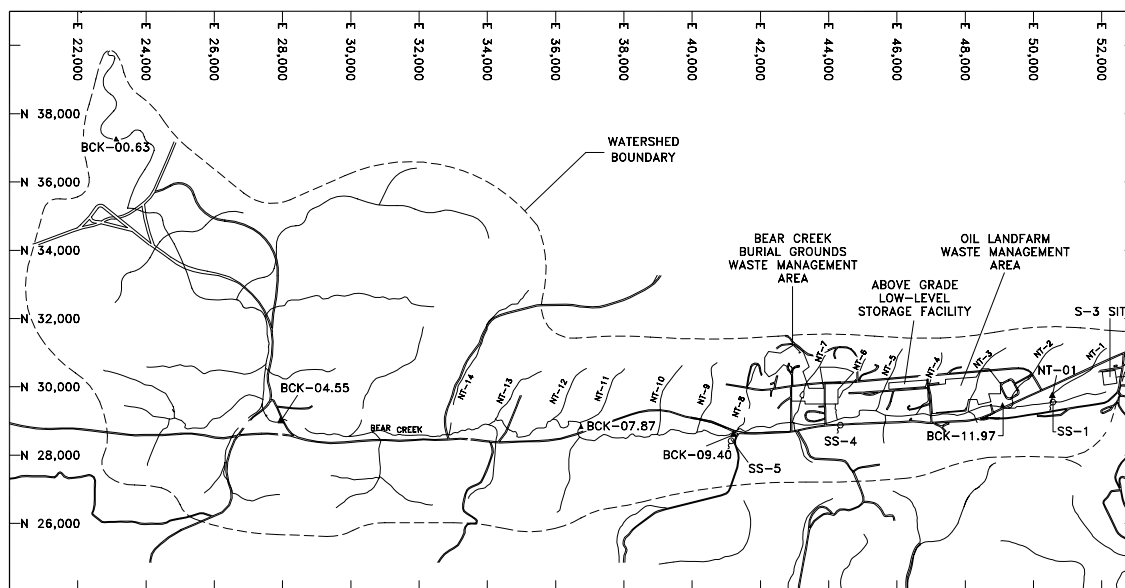 E 22,000
E 24,000
E 26,000
E 28,000
E 30,000
E 32,000
E 34,000
E 36,000
E 38,000
E 40,000
E 42,000
E 44,000
E 46,000
E 48,000
E 50,000
E 52,000
N 38,000
BCK-00.63
WATERSHED
BOUNDARY
N 36,000
N 34,000
BEAR CREEK
BURIAL GROUNDS
WASTE MANAGEMENT
AREA
OIL LANDFARM
WASTE MANAGEMENT
AREA
ABOVE GRADE
LOW-LEVEL
STORAGE FACILITY
N 32,000
S-3 SIT
N 30,000
BCK-04.55
NT-14
NT-13
NT-12
NT-11
NT-10
NT-9
NT-8
NT-7
NT-6
NT-5
NT-4
NT-3
NT-2
NT-1
NT-01
BEAR CREEK
BCK-07.87
N 28,000
BCK-09.40
SS-5
SS-4
BCK-11.97
SS-1
N 26,000